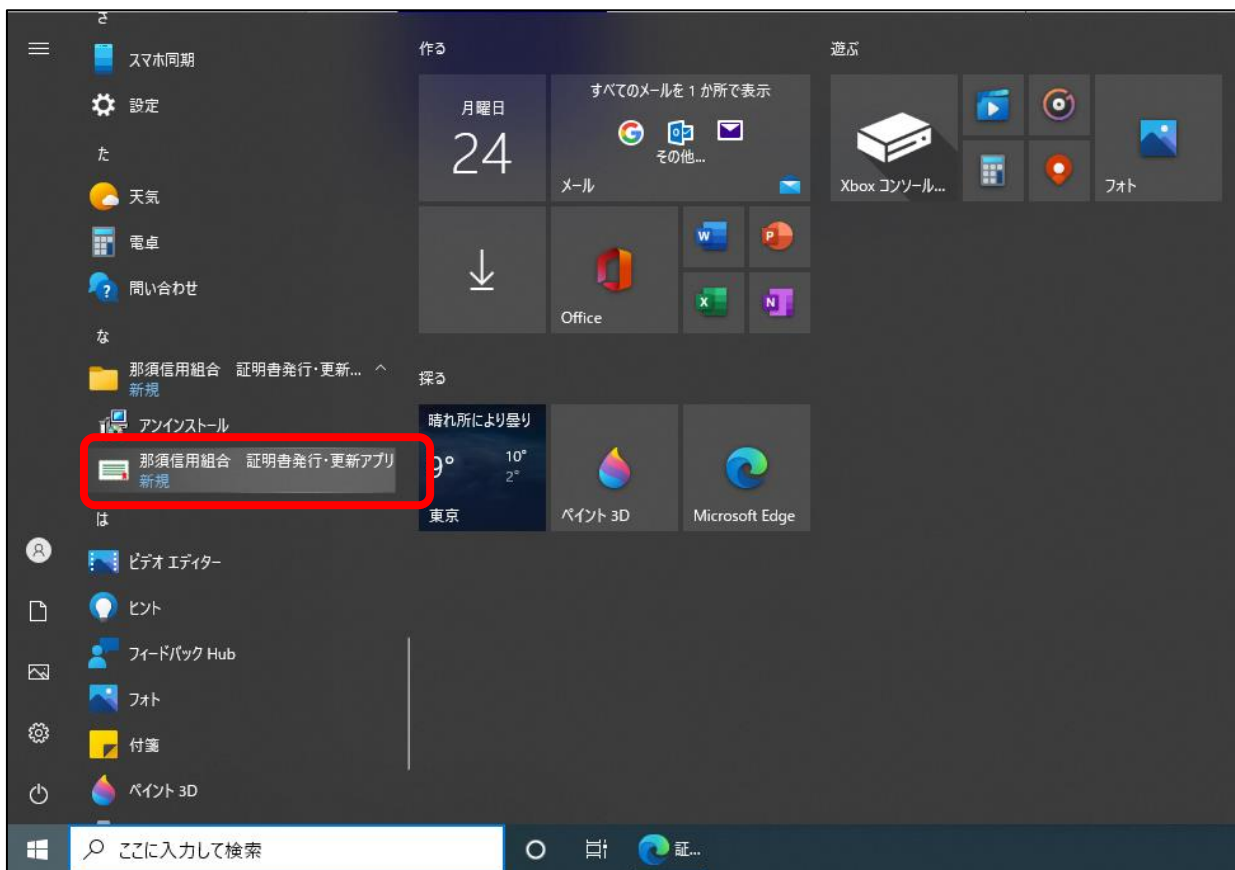 さ
スマホ同期
設定
た
天気
電卓
問い合わせ
な
那須信用組合　証明書発行・更新...
新規
アンインストール
那須信用組合　証明書発行・更新アプリ
新規
は
ビデオ エディター
ヒント
フィードバック Hub
フォト
付箋
ペイント 3D
作る
月曜日
24
すべてのメールを 1 か所で表示
その他...
メール
Office
探る
晴れ所により曇り
9°
10°
2°
東京
ペイント 3D
Microsoft Edge
遊ぶ
Xbox コンソール...
フォト
ここに入力して検索
証...